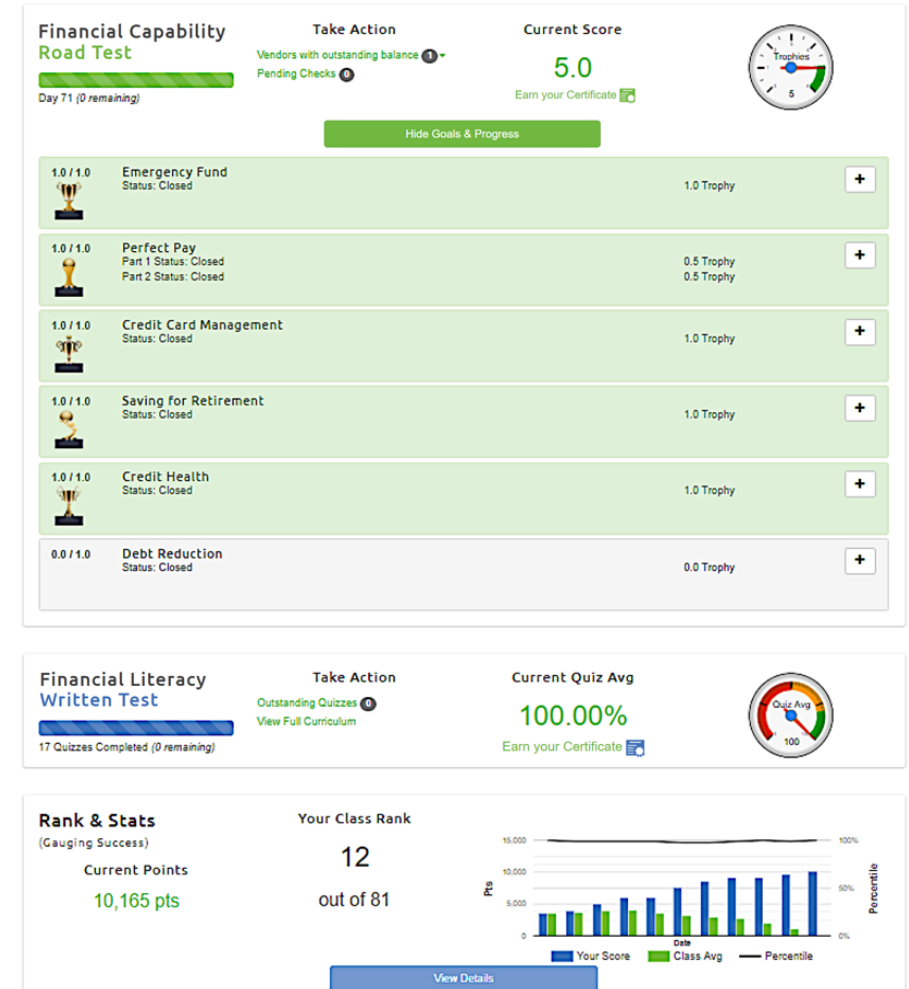 Financial Capability
Road Test
Day 71 (0 remaining)
Take Action
Vendors with outstanding balance 1
Pending Checks 0
Current Score
5.0
Earn your Certificate
Trophies
5
Hide Goals & Progress
1.0 / 1.0
Emergency Fund
Status: Closed
1.0 Trophy
+
1.0 / 1.0
Perfect Pay
Part 1 Status: Closed
0.5 Trophy
Part 2 Status: Closed
0.5 Trophy
+
1.0 / 1.0
Credit Card Management
Status: Closed
1.0 Trophy
+
1.0 / 1.0
Saving for Retirement
Status: Closed
1.0 Trophy
+
1.0 / 1.0
Credit Health
Status: Closed
1.0 Trophy
+
0.0 / 1.0
Debt Reduction
Status: Closed
0.0 Trophy
+
Financial Literacy
Written Test
17 Quizzes Completed (0 remaining)
Take Action
Outstanding Quizzes 0
View Full Curriculum
Current Quiz Avg
100.00%
Earn your Certificate
Quiz Avg
100
Rank & Stats
(Gauging Success)
Current Points
10,165 pts
Your Class Rank
12
out of 81
Pts
15,000
10,000
5,000
0
100%
50%
0%
Percentile
Date
Your Score
Class Avg
Percentile
View Details